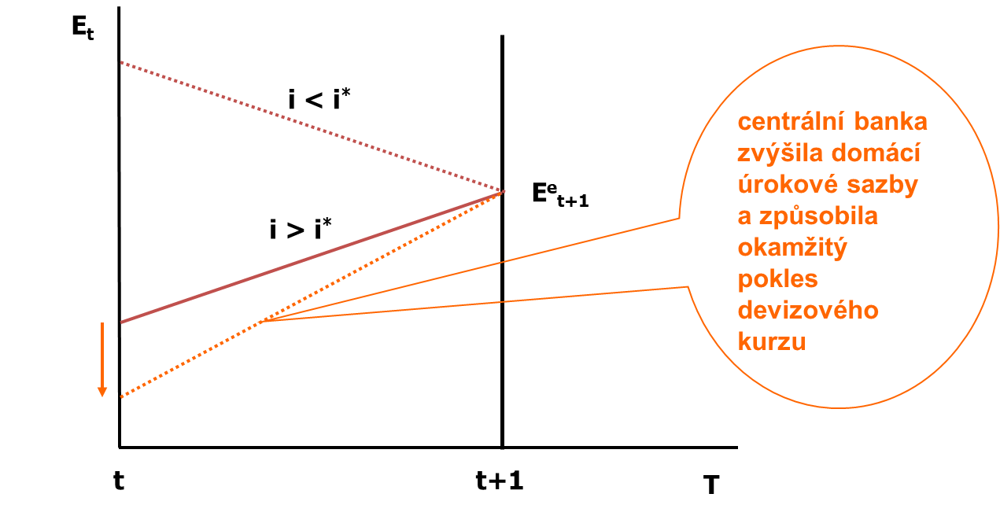 Eₜ
i < i*
Eᵉₜ₊₁
i > i*
centrální banka
zvýšila domácí
úrokové sazby
a způsobila
okamžitý
pokles
devizového
kurzu
t
t+1
T